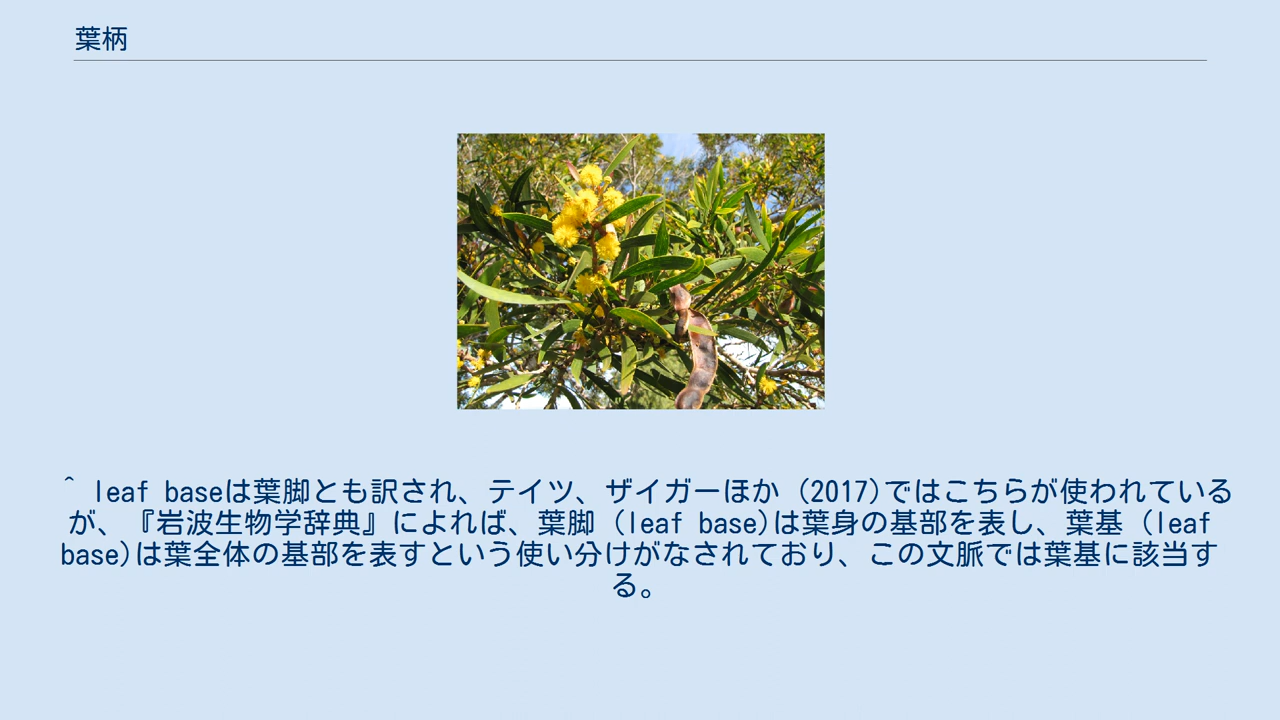 葉柄
^ leaf baseは葉脚とも訳され、テイツ、ザイガーほか (2017)ではこちらが使われている
が、『岩波生物学辞典』によれば、葉脚 (leaf base)は葉身の基部を表し、葉基 (leaf
base)は葉全体の基部を表すという使い分けがなされており、この文脈では葉基に該当す
る。